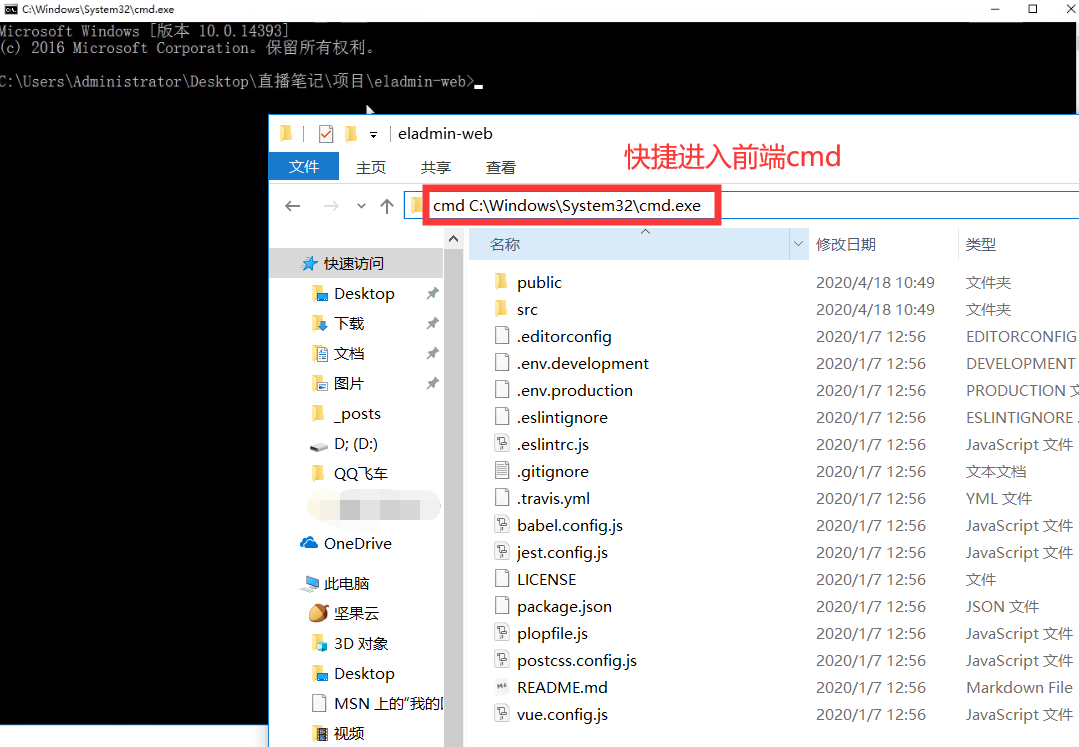 C:\Windows\System32\cmd.exe
Microsoft Windows [版本 10.0.14393]
(c) 2016 Microsoft Corporation。保留所有权利。
C:\Users\Administrator\Desktop\直播笔记\项目\eladmin-web>
eladmin-web
快捷进入前端cmd
文件 主页 共享 查看
cmd C:\Windows\System32\cmd.exe
名称 修改日期 类型
快速访问
Desktop
下载
文档
图片
_posts
D; (D:)
QQ飞车
OneDrive
此电脑
坚果云
3D 对象
Desktop
MSN 上的“我的
视频
public 2020/4/18 10:49 文件夹
src 2020/4/18 10:49 文件夹
.editorconfig 2020/1/7 12:56 EDITORCONFIG
.env.development 2020/1/7 12:56 DEVELOPMENT
.env.production 2020/1/7 12:56 PRODUCTION 文
.eslintignore 2020/1/7 12:56 ESLINTIGNORE
.eslintrc.js 2020/1/7 12:56 JavaScript 文件
.gitignore 2020/1/7 12:56 文本文档
.travis.yml 2020/1/7 12:56 YML 文件
babel.config.js 2020/1/7 12:56 JavaScript 文件
jest.config.js 2020/1/7 12:56 JavaScript 文件
LICENSE 2020/1/7 12:56 文件
package.json 2020/1/7 12:56 JSON 文件
plopfile.js 2020/1/7 12:56 JavaScript 文件
postcss.config.js 2020/1/7 12:56 JavaScript 文件
README.md 2020/1/7 12:56 Markdown File
vue.config.js 2020/1/7 12:56 JavaScript 文件